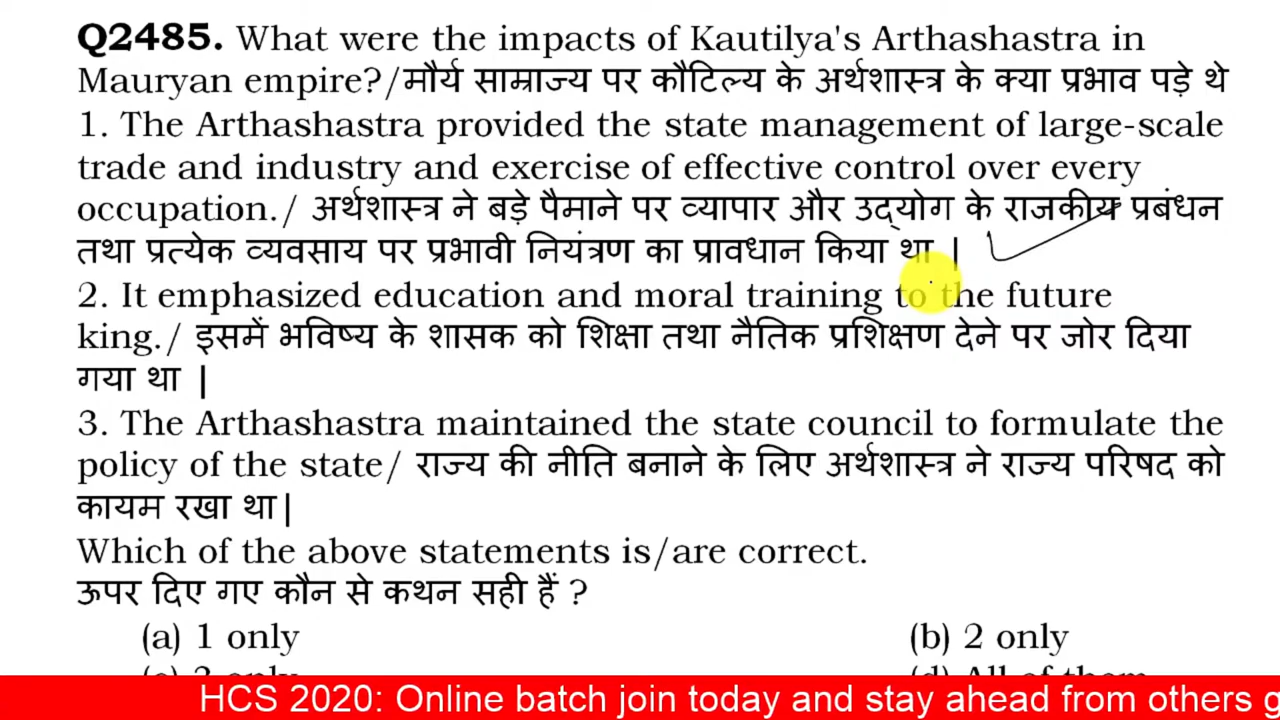 Q2485. What were the impacts of Kautilya's Arthashastra in
Mauryan empire?/मौर्य साम्राज्य पर कौटिल्य के अर्थशास्त्र के क्या प्रभाव पड़े थे
1. The Arthashastra provided the state management of large-scale
trade and industry and exercise of effective control over every
occupation./ अर्थशास्त्र ने बड़े पैमाने पर व्यापार और उद्योग के राजकीय प्रबंधन
तथा प्रत्येक व्यवसाय पर प्रभावी नियंत्रण का प्रावधान किया था |
2. It emphasized education and moral training to the future
king./ इसमें भविष्य के शासक को शिक्षा तथा नैतिक प्रशिक्षण देने पर जोर दिया
गया था |
3. The Arthashastra maintained the state council to formulate the
policy of the state/ राज्य की नीति बनाने के लिए अर्थशास्त्र ने राज्य परिषद को
कायम रखा था|
Which of the above statements is/are correct.
ऊपर दिए गए कौन से कथन सही हैं ?
(a) 1 only (b) 2 only
(d) All of them
HCS 2020: Online batch join today and stay ahead from others g